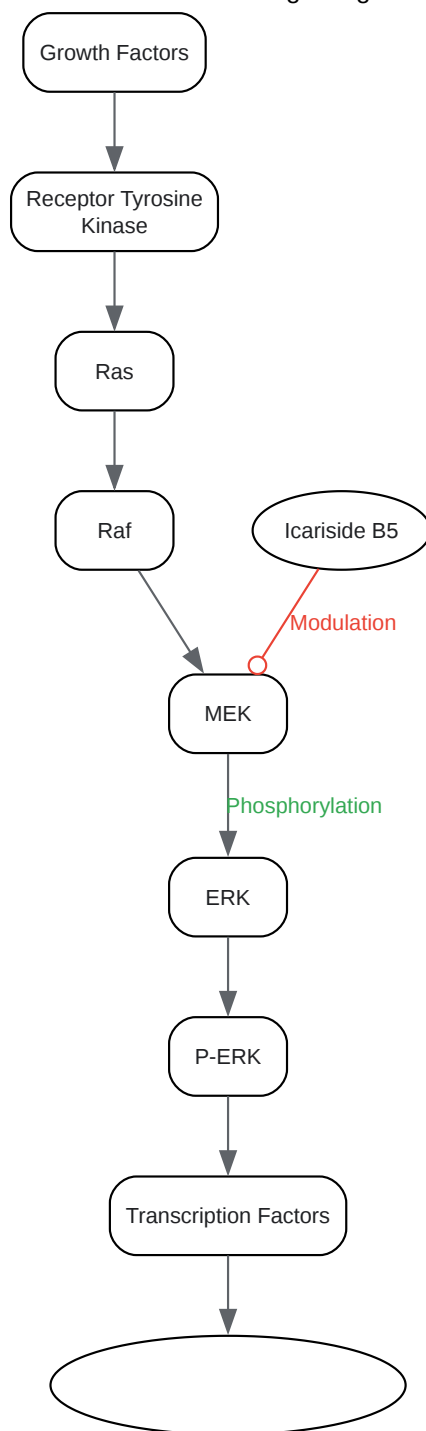 Growth Factors
Receptor Tyrosine
Kinase
Ras
Raf
Icariside B5
Modulation
MEK
Phosphorylation
ERK
P-ERK
Transcription Factors